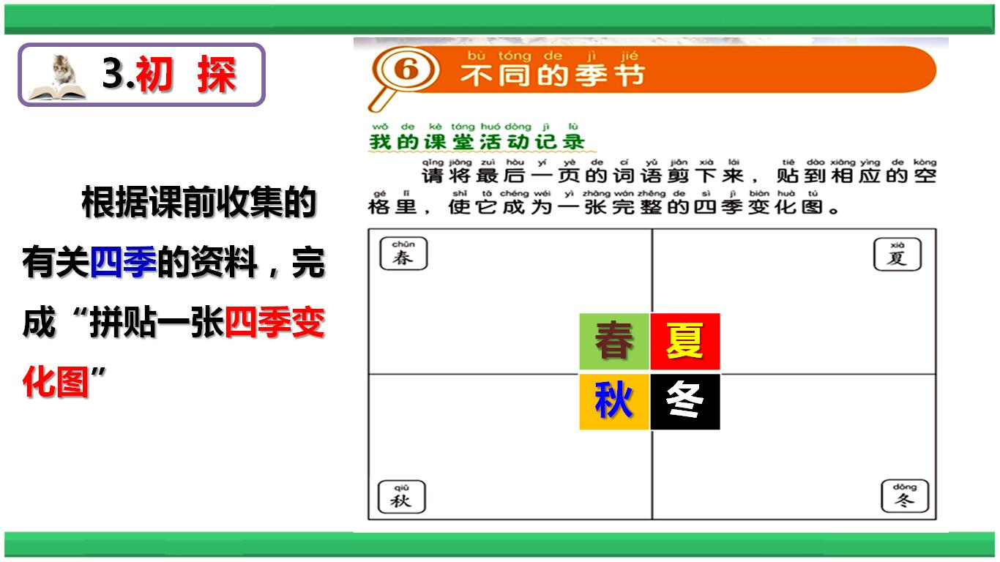 3.初 探
根据课前收集的
有关四季的资料，完
成“拼贴一张四季变
化图”
bù tóng de jì jié
6 不同的季节
wǒ de kè táng huó dòng jì lù
我的课堂活动记录
qǐng jiāng zuì hòu yí yè de cí yǔ jiǎn xià lái tiē dào xiāng yìng de kòng
请将最后一页的词语剪下来，贴到相应的空
gé lǐ shǐ tā chéng wéi yì zhāng wán zhěng de sì jì biàn huà tú
格里，使它成为一张完整的四季变化图。
chūn xià
春 夏
春 夏
秋 冬
qiū dōng
秋 冬